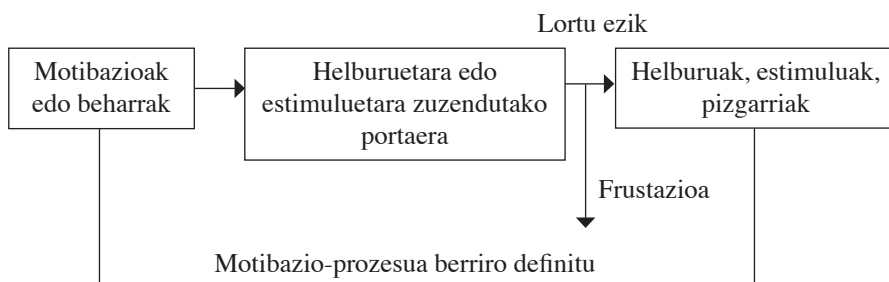 Lortu ezik
Motibazioak
edo beharrak
Helburuetara edo
estimuluetara zuzendutako
portaera
Helburuak, estimuluak,
pizgarriak
Frustazioa
Motibazio-prozesua berriro definitu